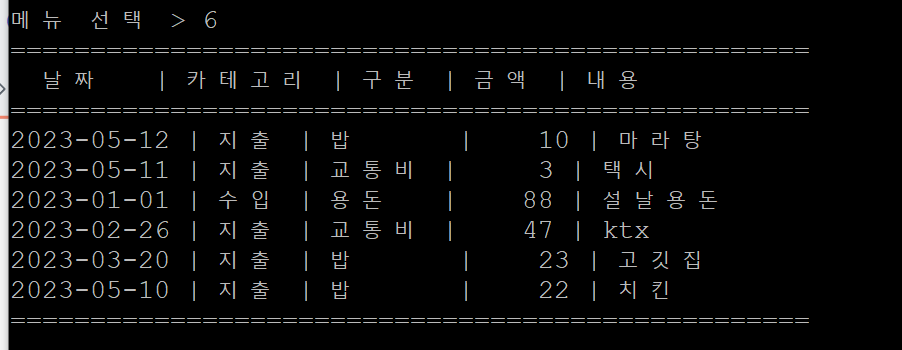 메뉴 선택 > 6
==================================================
날짜 | 카테고리 | 구분 | 금액 | 내용
==================================================
2023-05-12 | 지출 | 밥 | 10 | 마라탕
2023-05-11 | 지출 | 교통비 | 3 | 택시
2023-01-01 | 수입 | 용돈 | 88 | 설날용돈
2023-02-26 | 지출 | 교통비 | 47 | ktx
2023-03-20 | 지출 | 밥 | 23 | 고깃집
2023-05-10 | 지출 | 밥 | 22 | 치킨
==================================================